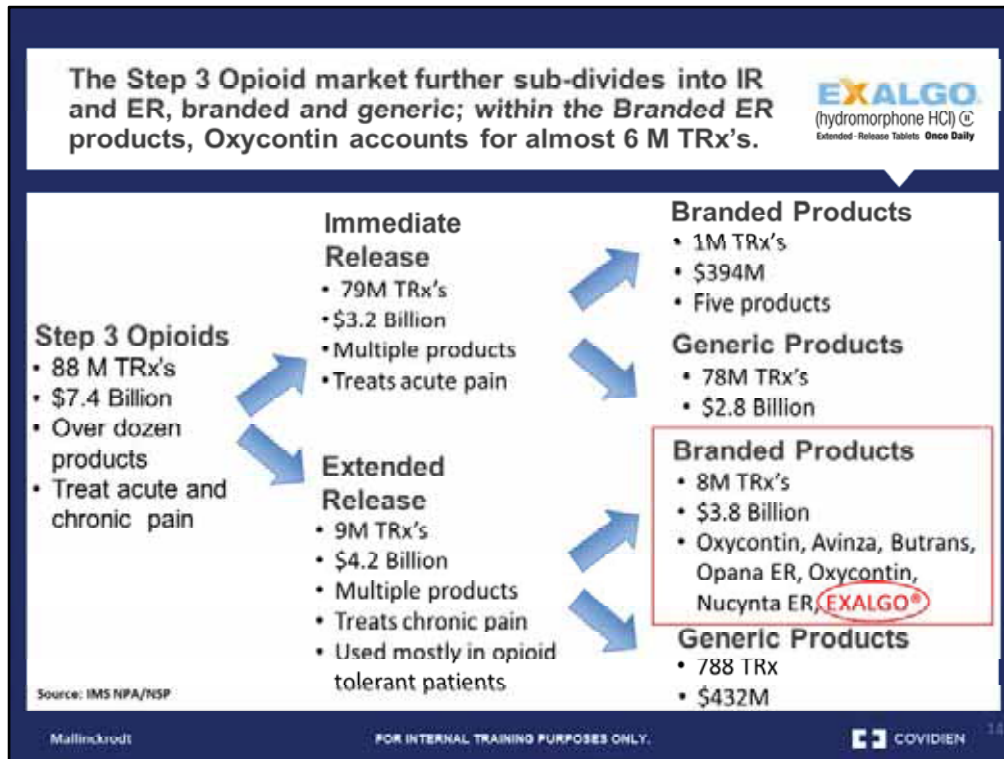 The Step 3 Opioid market further sub-divides into IR
and ER, branded and generic; within the Branded ER
products, Oxycontin accounts for almost 6 M TRx's.
EXALGO
(hydromorphone HCl) CII
Extended-Release Tablets Once Daily
Step 3 Opioids
• 88 M TRx's
• $7.4 Billion
• Over dozen
products
• Treat acute and
chronic pain
Immediate
Release
• 79M TRx's
• $3.2 Billion
• Multiple products
• Treats acute pain
Extended
Release
• 9M TRx's
• $4.2 Billion
• Multiple products
• Treats chronic pain
• Used mostly in opioid
tolerant patients
Branded Products
• 1M TRx's
• $394M
• Five products
Generic Products
• 78M TRx's
• $2.8 Billion
Branded Products
• 8M TRx's
• $3.8 Billion
• Oxycontin, Avinza, Butrans,
Opana ER, Oxycontin,
Nucynta ER, EXALGO®
Generic Products
• 788 TRx
• $432M
Source: IMS NPA/NSP
Mallinckrodt
FOR INTERNAL TRAINING PURPOSES ONLY.
COVIDIEN